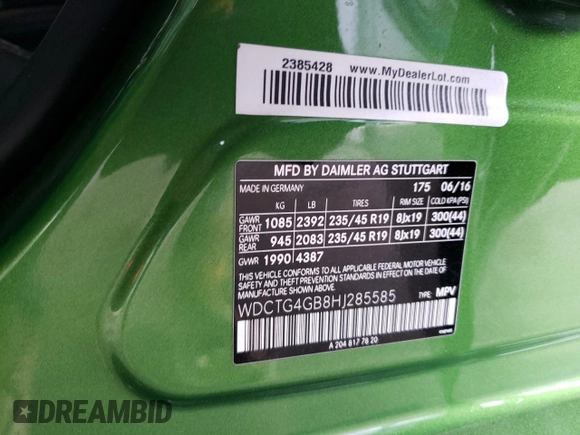 2385428 www.MyDealerLot.com
MFD BY DAIMLER AG STUTTGART
MADE IN GERMANY 175 06/16
KG LB TIRES RIM SIZE COLD KPA(PSI)
GAWR FRONT 1085 2392 235/45 R19 8Jx19 300(44)
GAWR REAR 945 2083 235/45 R19 8Jx19 300(44)
GVWR 1990 4387
THIS VEHICLE CONFORMS TO ALL APPLICABLE FEDERAL MOTOR VEHICLE
SAFETY AND THEFT PREVENTION STANDARDS IN EFFECT ON THE DATE OF
MANUFACTURE SHOWN ABOVE.
WDCTG4GB8HJ285585 TYPE: MPV
A 204 817 78 20
DREAMBID